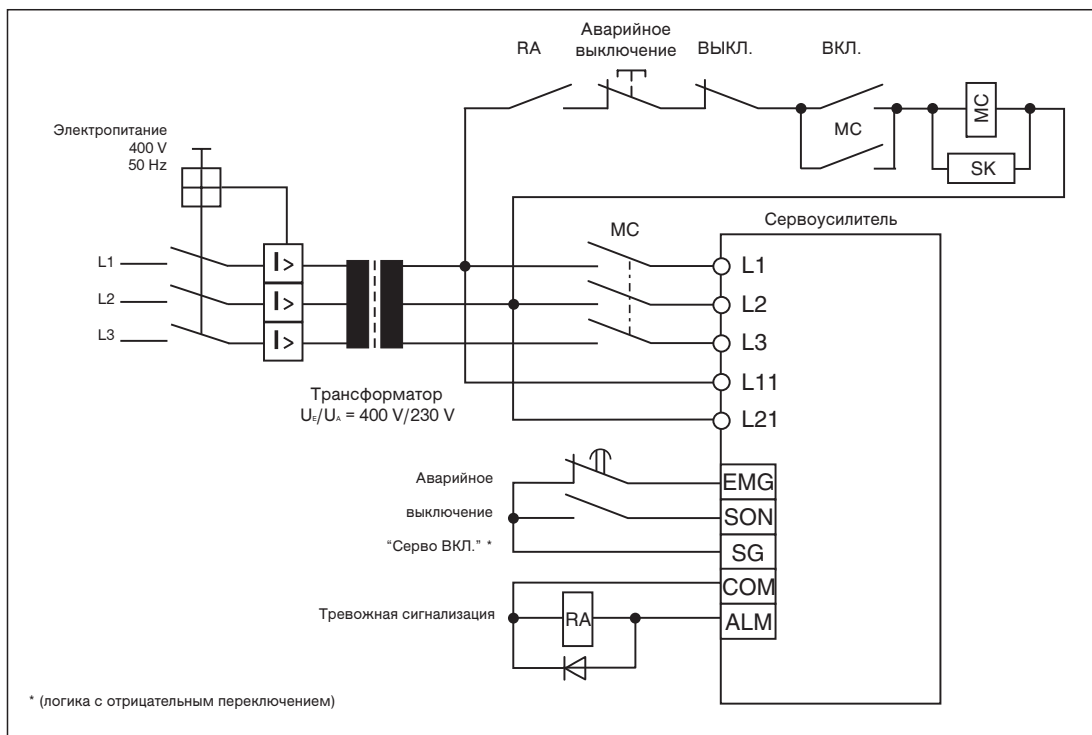 RA
Аварийное
выключение
ВЫКЛ.
ВКЛ.
MC
MC
SK
Электропитание
400 V
50 Hz
Сервоусилитель
MC
L1
I>
L1
L2
I>
L2
L3
I>
L3
L11
L21
Трансформатор
UE/UA = 400 V/230 V
Аварийное
EMG
выключение
SON
“Серво ВКЛ.” *
SG
COM
Тревожная сигнализация
RA
ALM
* (логика с отрицательным переключением)